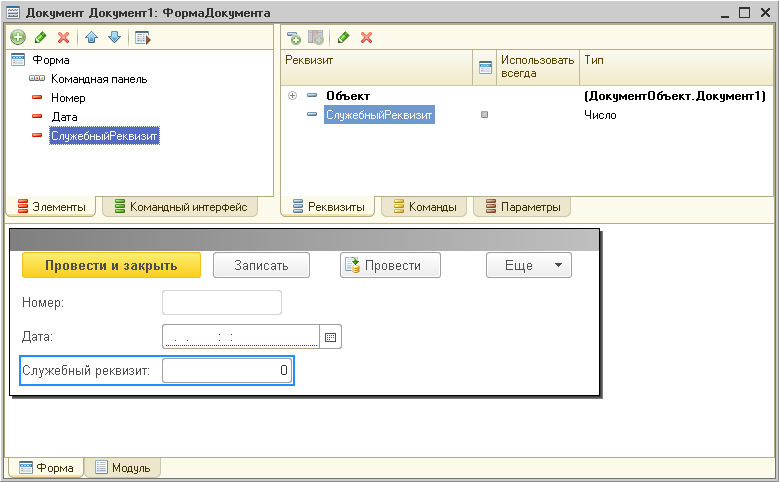 Документ Документ1: ФормаДокумента
Форма
Командная панель
Номер
Дата
СлужебныйРеквизит
Элементы Командный интерфейс
Реквизит Использовать всегда Тип
Объект (ДокументОбъект.Документ1)
СлужебныйРеквизит Число
Реквизиты Команды Параметры
Провести и закрыть Записать Провести Еще
Номер:
Дата: . . : :
Служебный реквизит: 0
Форма Модуль